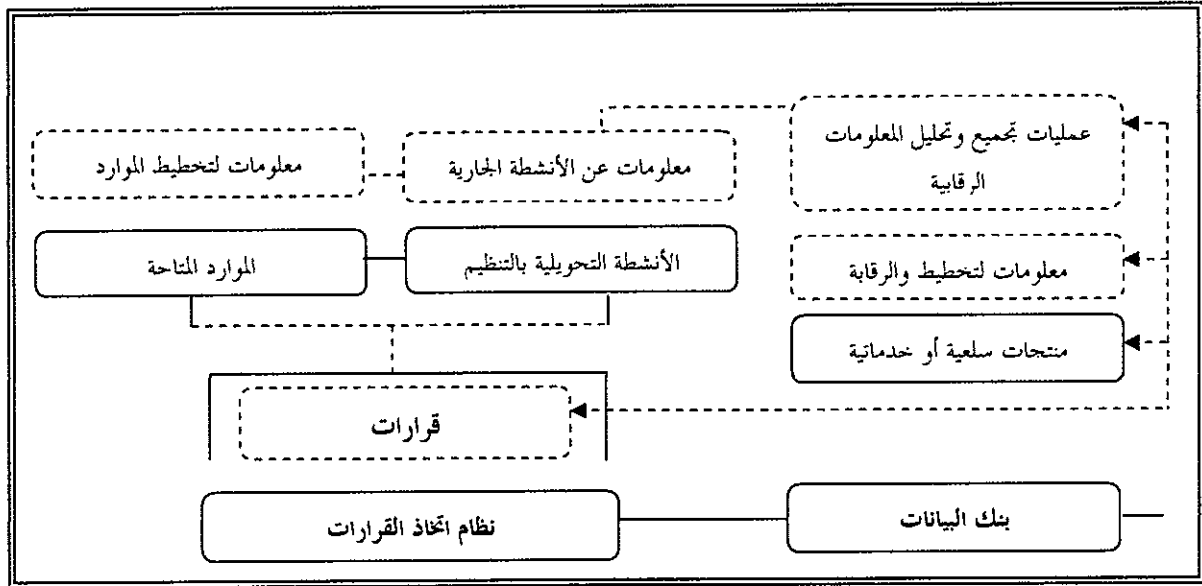 عمليات تجميع وتحليل المعلومات
الرقابية
معلومات عن الأنشطة الجارية
معلومات لتخطيط الموارد
معلومات لتخطيط والرقابة
الأنشطة التحويلية بالتنظيم
الموارد المتاحة
منتجات سلعية أو خدماتية
قرارات
بنك البيانات
نظام اتخاذ القرارات